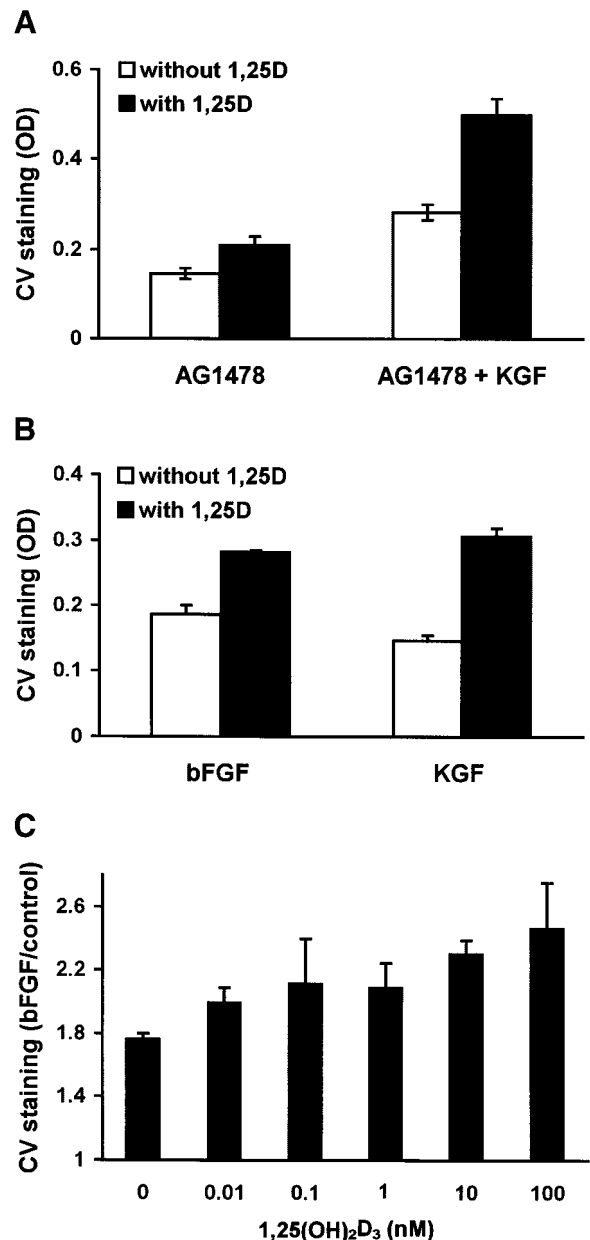 A
CV staining (OD)
0.6
0.4
0.2
0
without 1,25D
with 1,25D
AG1478
AG1478 + KGF
B
CV staining (OD)
0.4
0.3
0.2
0.1
0
without 1,25D
with 1,25D
bFGF
KGF
C
CV staining (bFGF/control)
2.6
2.2
1.8
1.4
1
0
0.01
0.1
1
10
100
1,25(OH)₂D₃ (nM)